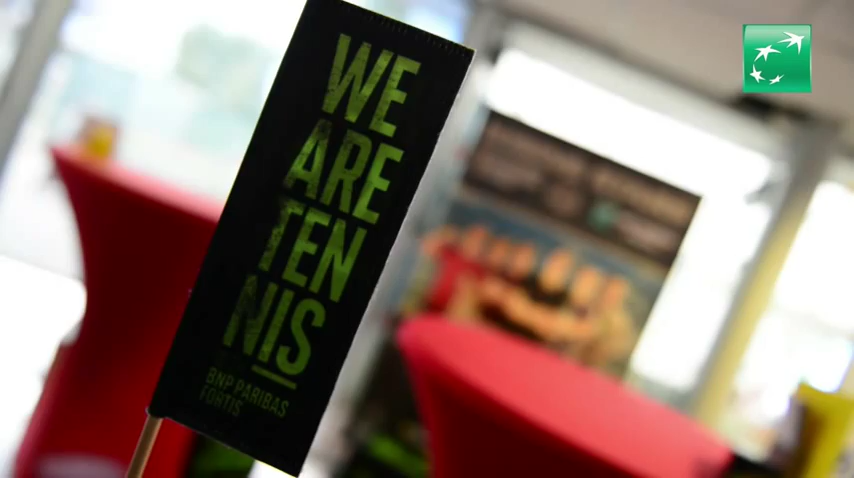 WE
ARE
TEN
NIS
BNP PARIBAS
FORTIS